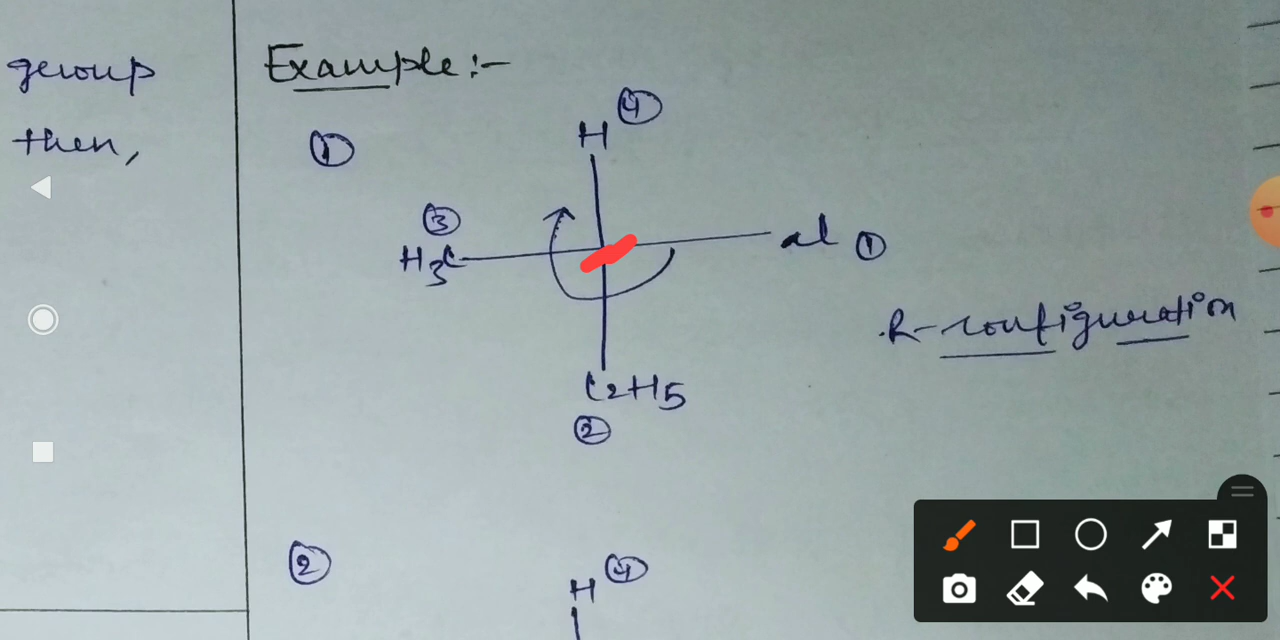 group
then,
Example:-
①
H ④
③
H3C
cl ①
R-configuration
C2H5
②
②
H ④